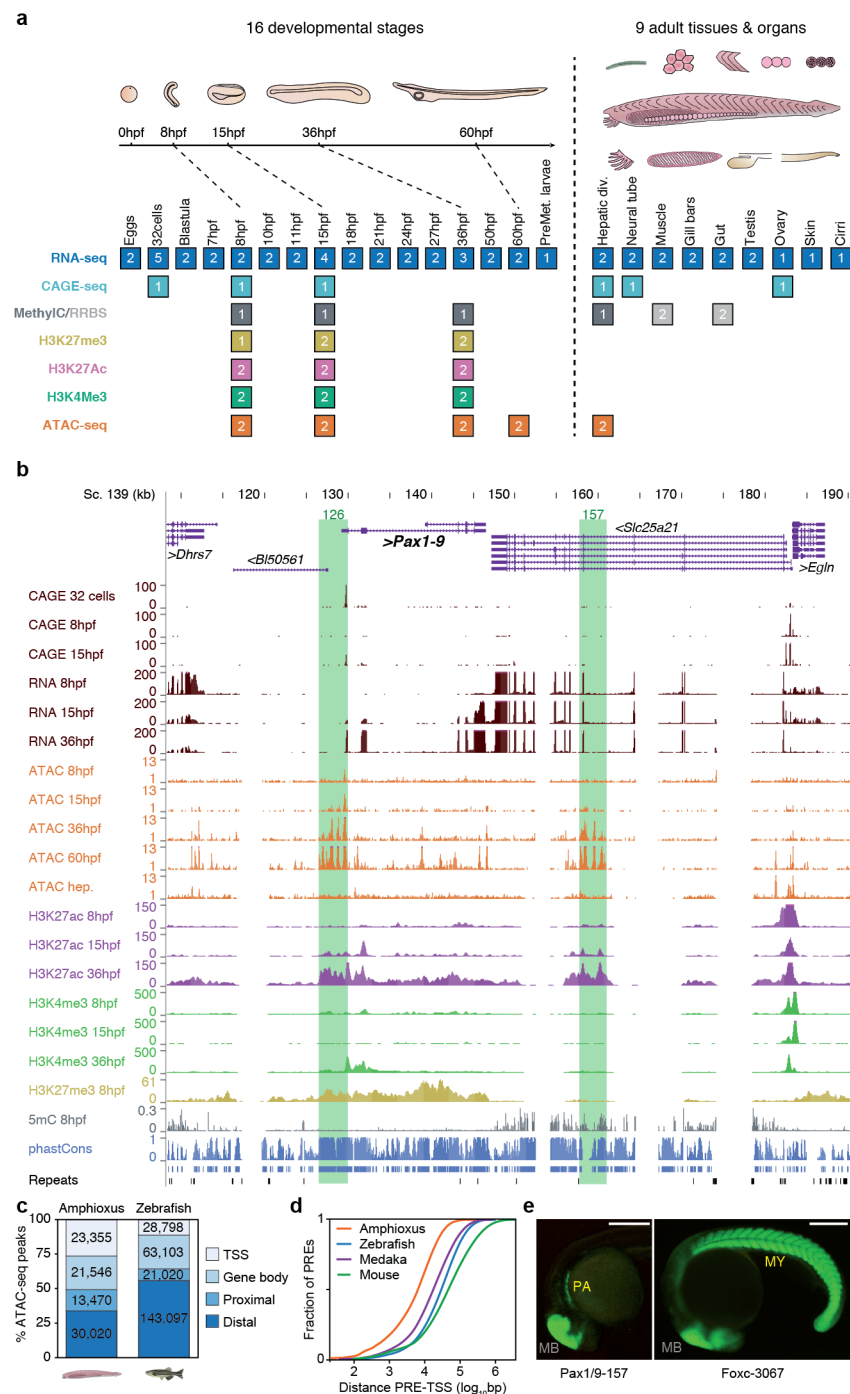 a
16 developmental stages
9 adult tissues & organs
0hpf 8hpf 15hpf 36hpf 60hpf
Eggs 32cells Blastula 7hpf 8hpf 10hpf 11hpf 15hpf 18hpf 21hpf 24hpf 27hpf 36hpf 50hpf 60hpf PreMet. larvae Hepatic div. Neural tube Muscle Gill bars Gut Testis Ovary Skin Cirri
RNA-seq 2 5 2 2 2 2 2 4 2 2 2 2 3 2 2 1 2 2 2 2 2 2 1 1 1
CAGE-seq 1 1 1 1 1 1
MethylC/RRBS 1 1 1 1 2 2
H3K27me3 1 2 2
H3K27Ac 2 2 2
H3K4Me3 2 2 2
ATAC-seq 2 2 2 2 2
b
Sc. 139 (kb) 120 130 140 150 160 170 180 190
126 157
<Slc25a21
>Pax1-9
>Dhrs7
<Bl50561
>Egln
CAGE 32 cells 100 0
CAGE 8hpf 100 0
CAGE 15hpf 100 0
RNA 8hpf 200 0
RNA 15hpf 200 0
RNA 36hpf 200 0
ATAC 8hpf 13 1
ATAC 15hpf 13 1
ATAC 36hpf 13 1
ATAC 60hpf 13 1
ATAC hep. 13 1
H3K27ac 8hpf 150 0
H3K27ac 15hpf 150 0
H3K27ac 36hpf 150 0
H3K4me3 8hpf 500 0
H3K4me3 15hpf 500 0
H3K4me3 36hpf 500 0
H3K27me3 8hpf 61 0
5mC 8hpf 0.3 0
phastCons 1 0
Repeats
c
Amphioxus Zebrafish
% ATAC-seq peaks
100
75
50
25
0
23,355
21,546
13,470
30,020
28,798
63,103
21,020
143,097
TSS
Gene body
Proximal
Distal
d
Fraction of PREs
1
0
Amphioxus
Zebrafish
Medaka
Mouse
2 3 4 5 6
Distance PRE-TSS (log10bp)
e
PA
MB
Pax1/9-157
MY
MB
Foxc-3067